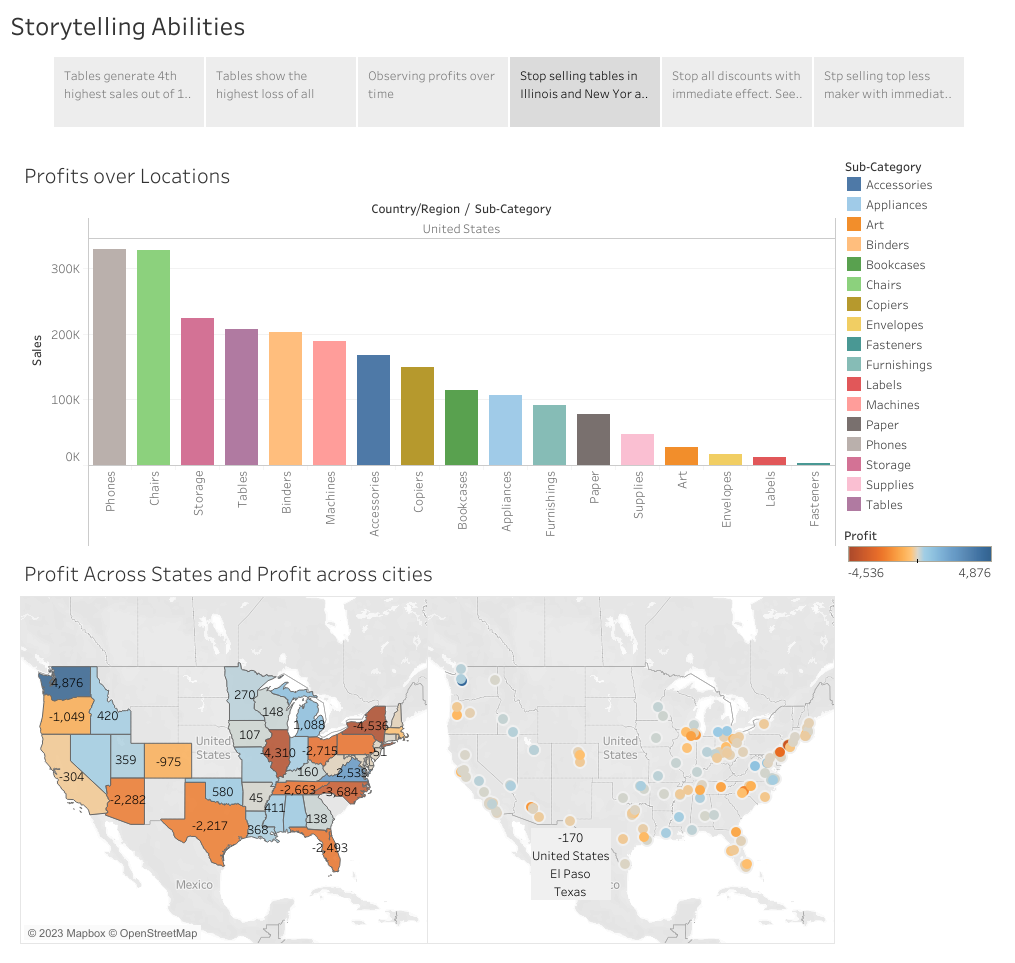 Storytelling Abilities
Tables generate 4th
highest sales out of 1..
Tables show the
highest loss of all
Observing profits over
time
Stop selling tables in
Illinois and New Yor a..
Stop all discounts with
immediate effect. See..
Stp selling top less
maker with immediat..
Profits over Locations
Country/Region / Sub-Category
United States
Sales
300K
200K
100K
0K
Phones
Chairs
Storage
Tables
Binders
Machines
Accessories
Copiers
Bookcases
Appliances
Furnishings
Paper
Supplies
Art
Envelopes
Labels
Fasteners
Sub-Category
Accessories
Appliances
Art
Binders
Bookcases
Chairs
Copiers
Envelopes
Fasteners
Furnishings
Labels
Machines
Paper
Phones
Storage
Supplies
Tables
Profit
-4,536
4,876
Profit Across States and Profit across cities
4,876
-1,049
420
-304
359
-975
-2,282
580
-2,217
270
148
107
1,088
-4,536
-4,310
-2,715
-51
160
2,539
-2,663
-3,684
45
411
138
368
-2,493
United
States
Mexico
© 2023 Mapbox © OpenStreetMap
United
States
-170
United States
El Paso
Texas